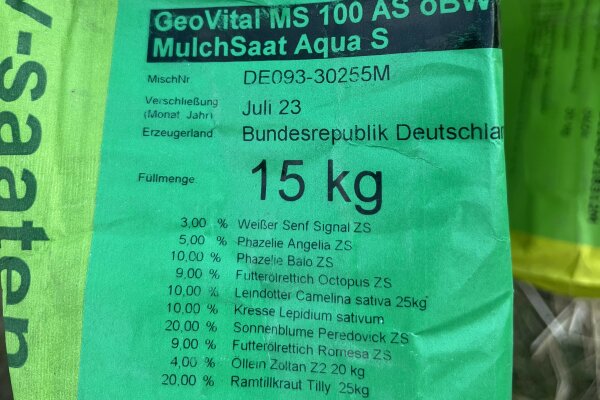 GeoVital MS 100 AS oBW
MulchSaat Aqua S
MischNr. DE093-30255M
Verschließung
(Monat Jahr) Juli 23
Erzeugerland Bundesrepublik Deutschlan
Füllmenge 15 kg
3,00 % Weißer Senf Signal ZS
5,00 % Phazelie Angelia ZS
10,00 % Phazelie Balo ZS
9,00 % Futterölrettich Octopus ZS
10,00 % Leindotter Camelina sativa 25kg
10,00 % Kresse Lepidium sativum
20,00 % Sonnenblume Peredovick ZS
9,00 % Futterölrettich Romesa ZS
4,00 % Öllein Zoltan Z2 20 kg
20,00 % Ramtillkraut Tilly 25kg
v-saaten